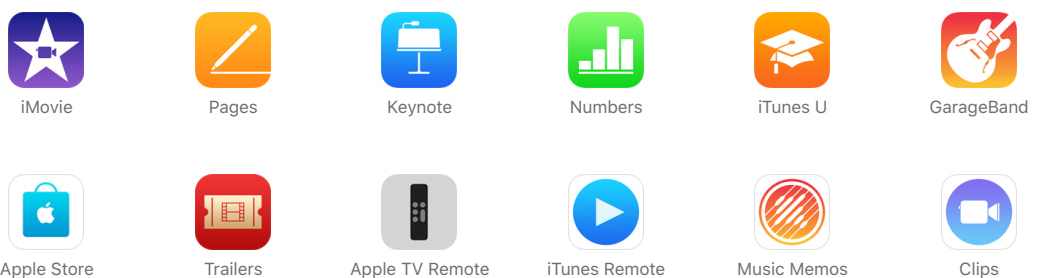 iMovie
Pages
Keynote
Numbers
iTunes U
GarageBand
Apple Store
Trailers
Apple TV Remote
iTunes Remote
Music Memos
Clips